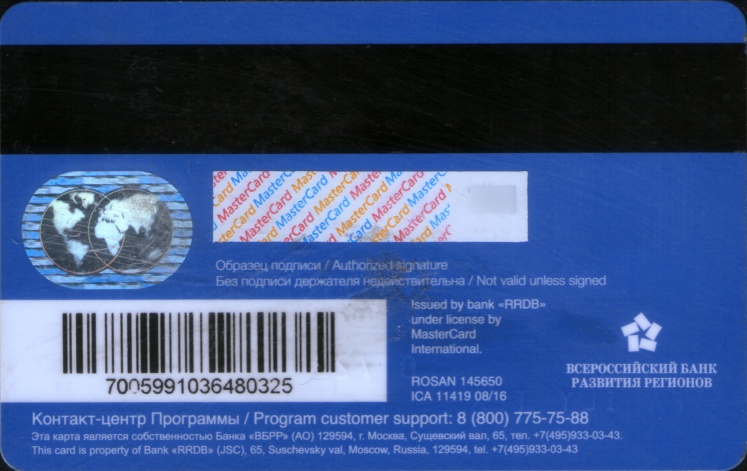 MasterCard MasterCard MasterCard
Образец подписи / Authorized signature
Без подписи держателя недействительна / Not valid unless signed
Issued by bank «RRDB»
under license by
MasterCard
International.
ROSAN 145650
ICA 11419 08/16
ВСЕРОССИЙСКИЙ БАНК
РАЗВИТИЯ РЕГИОНОВ
7005991036480325
Контакт-центр Программы / Program customer support: 8 (800) 775-75-88
Эта карта является собственностью Банка «ВБРР» (АО) 129594, г. Москва, Сущевский вал, 65, тел. +7(495)933-03-43.
This card is property of Bank «RRDB» (JSC), 65, Suschevsky val, Moscow, Russia, 129594, tel. +7(495)933-03-43